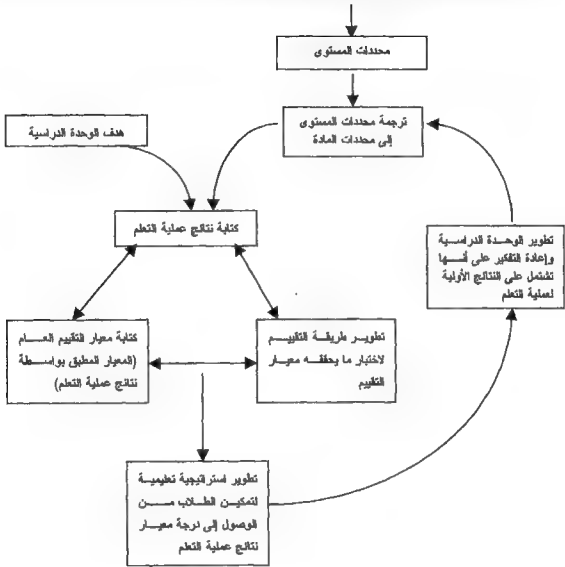 محددات المستوى
ترجمة محددات المستوى
إلى محددات المادة
هدف الوحدة الدراسية
كتابة نتائج عملية التعلم
تطوير الوحدة الدراسية
وإعادة التفكير على أنها
تشتمل على النتائج الأولية
لعملية التعلم
كتابة معيار التقييم العام
(المعيار المطبق بواسطة
نتائج عملية التعلم)
تطوير طريقة التقييم
لاختبار ما يحققه معيار
التقييم
تطوير استراتيجية تعليمية
لتمكين الطلاب من
الوصول إلى درجة معيار
نتائج عملية التعلم